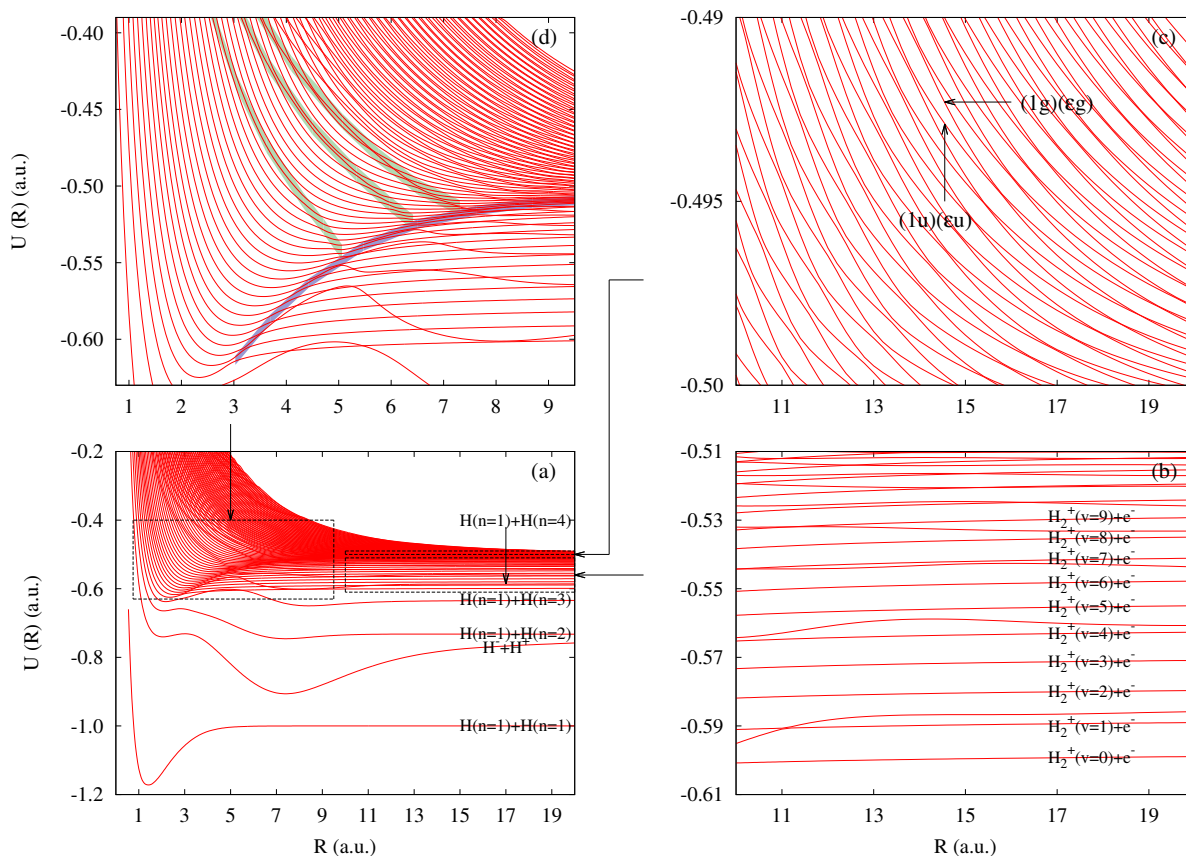 (d)
-0.40
-0.45
-0.50
-0.55
-0.60
U (R) (a.u.)
1 2 3 4 5 6 7 8 9
(c)
-0.49
-0.495
-0.50
(1g)(εg)
(1u)(εu)
11 13 15 17 19
(a)
-0.2
-0.4
-0.6
-0.8
-1.0
-1.2
U (R) (a.u.)
H(n=1)+H(n=4)
H(n=1)+H(n=3)
H(n=1)+H(n=2)
H⁻+H⁺
H(n=1)+H(n=1)
1 3 5 7 9 11 13 15 17 19
R (a.u.)
(b)
-0.51
-0.53
-0.55
-0.57
-0.59
-0.61
H₂⁺(v=9)+e⁻
H₂⁺(v=8)+e⁻
H₂⁺(v=7)+e⁻
H₂⁺(v=6)+e⁻
H₂⁺(v=5)+e⁻
H₂⁺(v=4)+e⁻
H₂⁺(v=3)+e⁻
H₂⁺(v=2)+e⁻
H₂⁺(v=1)+e⁻
H₂⁺(v=0)+e⁻
11 13 15 17 19
R (a.u.)